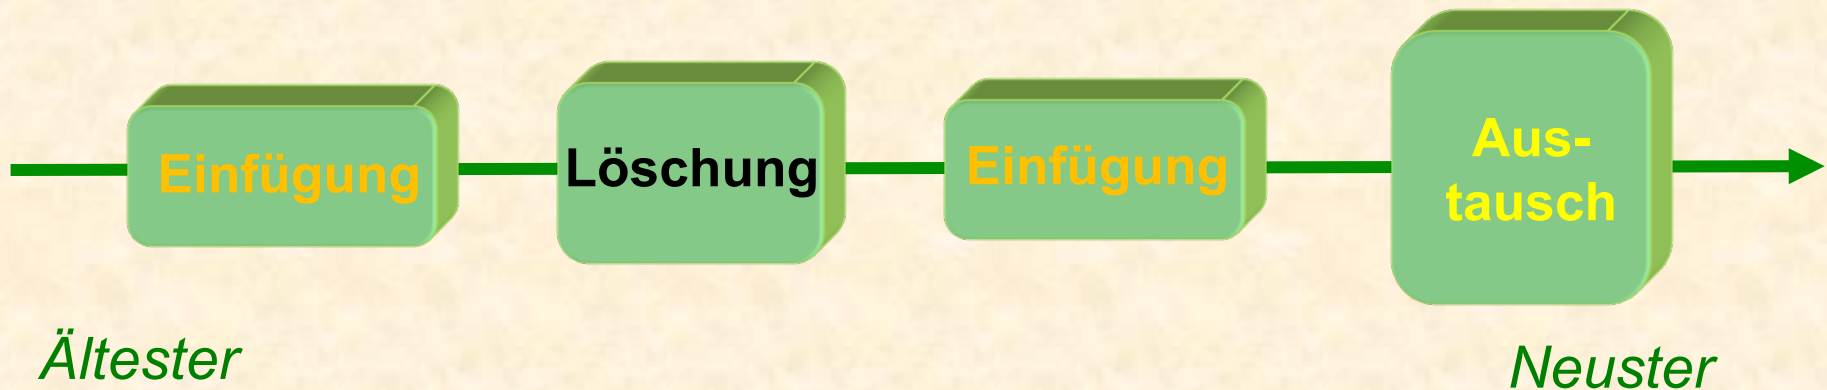 Einfügung
Löschung
Einfügung
Aus-
tausch
Ältester
Neuster